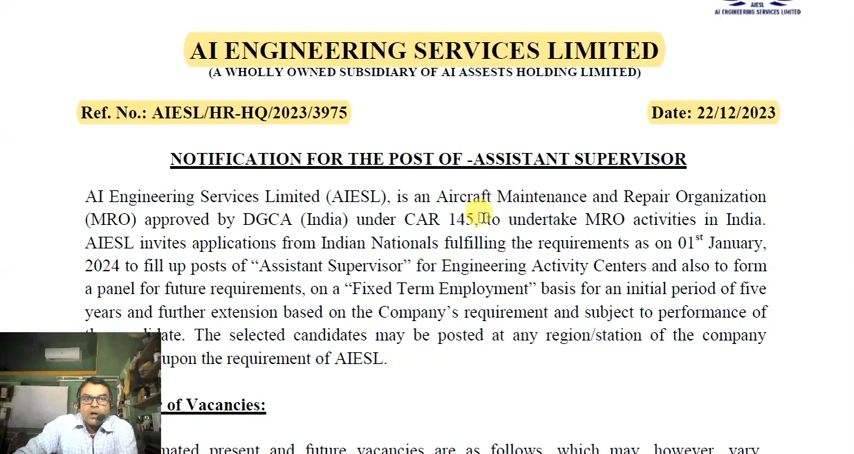 AIESL
AI ENGINEERING SERVICES LIMITED
AI ENGINEERING SERVICES LIMITED
(A WHOLLY OWNED SUBSIDIARY OF AI ASSESTS HOLDING LIMITED)
Ref. No.: AIESL/HR-HQ/2023/3975 Date: 22/12/2023
NOTIFICATION FOR THE POST OF -ASSISTANT SUPERVISOR
AI Engineering Services Limited (AIESL), is an Aircraft Maintenance and Repair Organization
(MRO) approved by DGCA (India) under CAR 145, to undertake MRO activities in India.
AIESL invites applications from Indian Nationals fulfilling the requirements as on 01st January,
2024 to fill up posts of “Assistant Supervisor” for Engineering Activity Centers and also to form
a panel for future requirements, on a “Fixed Term Employment” basis for an initial period of five
years and further extension based on the Company’s requirement and subject to performance of
The selected candidates may be posted at any region/station of the company
upon the requirement of AIESL.
of Vacancies:
present and future vacancies are as follows, which may, however, vary